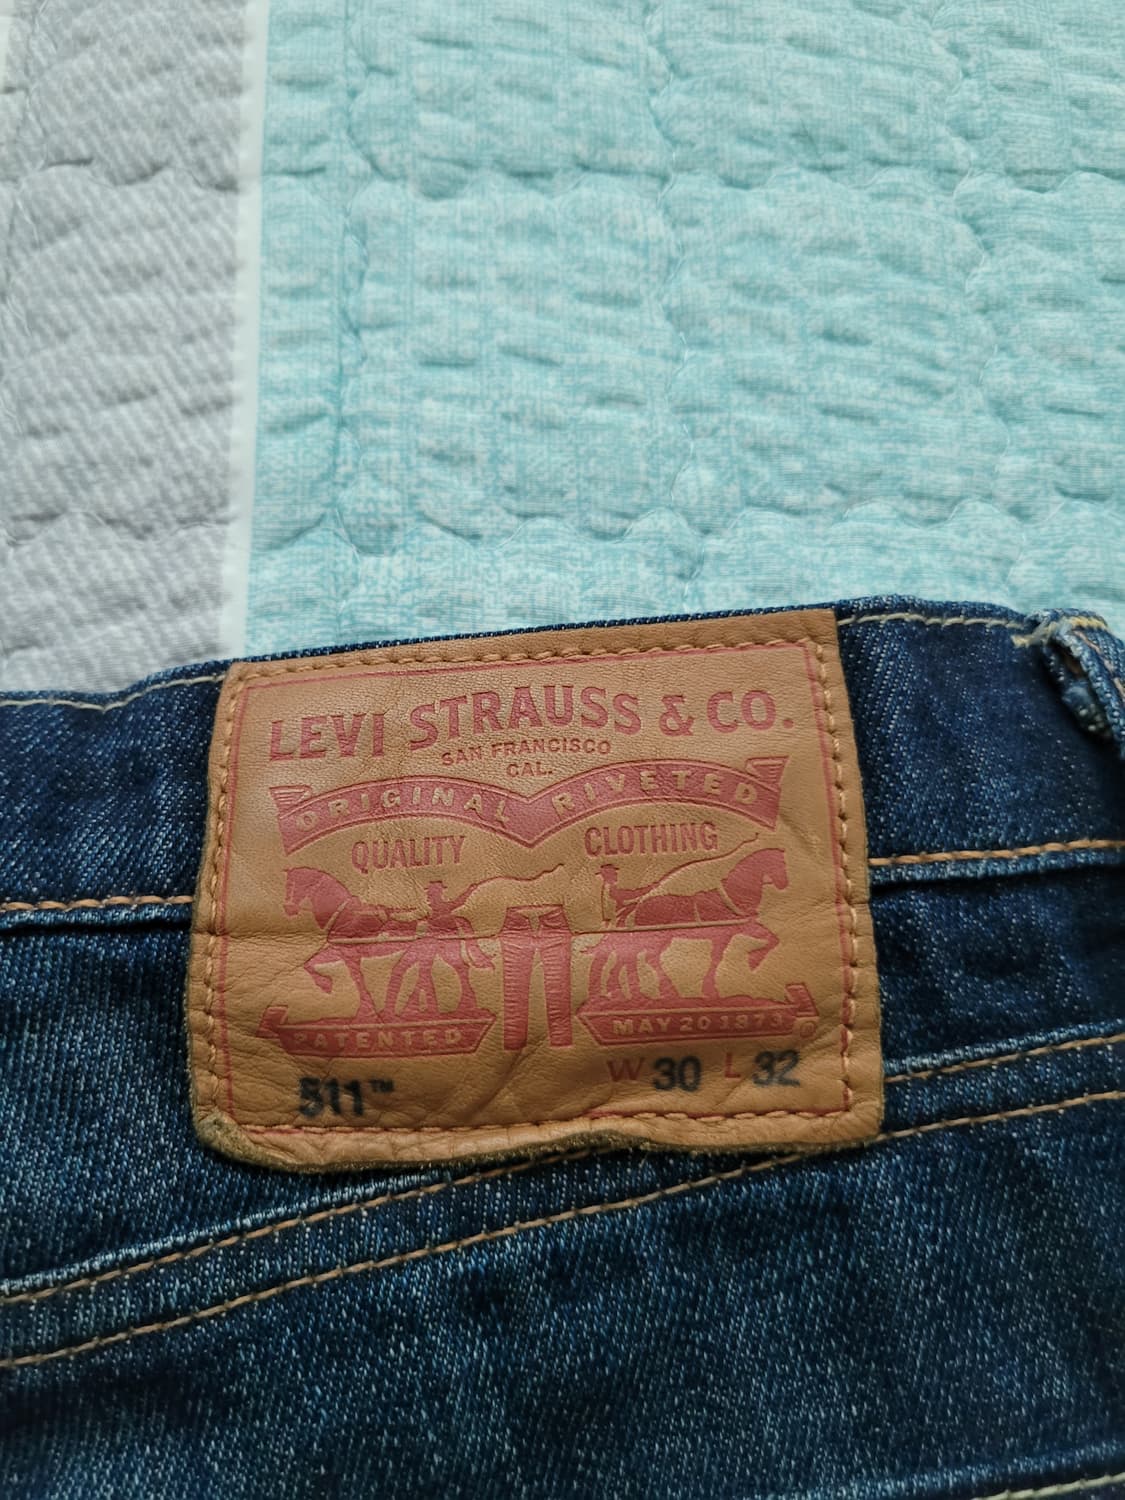 LEVI STRAUSS & CO.
SAN FRANCISCO
CAL.
ORIGINAL RIVETED
QUALITY CLOTHING
PATENTED MAY 20 1873
511™ W 30 L 32